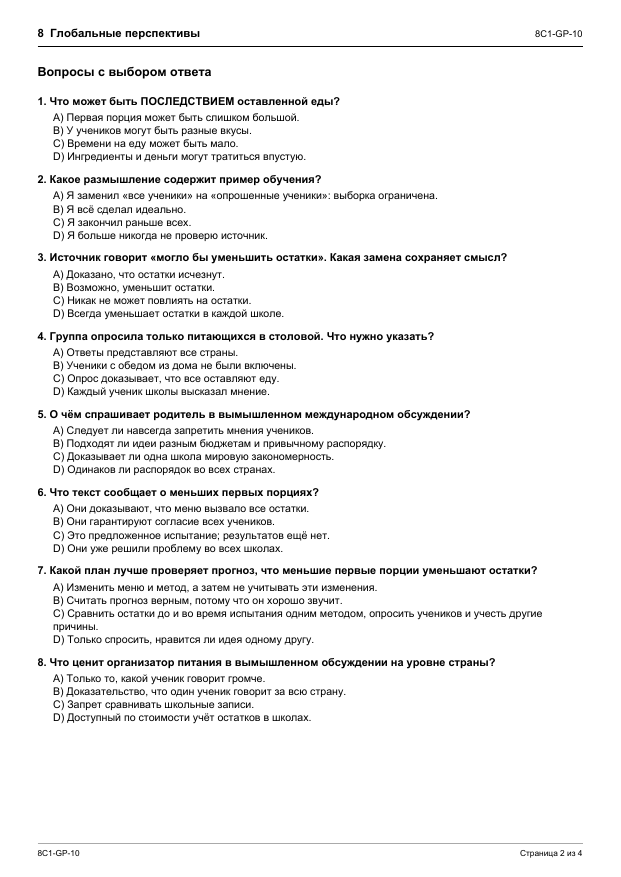 8 Глобальные перспективы
8C1-GP-10
Вопросы с выбором ответа
1. Что может быть ПОСЛЕДСТВИЕМ оставленной еды?
A) Первая порция может быть слишком большой.
B) У учеников могут быть разные вкусы.
C) Времени на еду может быть мало.
D) Ингредиенты и деньги могут тратиться впустую.
2. Какое размышление содержит пример обучения?
A) Я заменил «все ученики» на «опрошенные ученики»: выборка ограничена.
B) Я всё сделал идеально.
C) Я закончил раньше всех.
D) Я больше никогда не проверю источник.
3. Источник говорит «могло бы уменьшить остатки». Какая замена сохраняет смысл?
A) Доказано, что остатки исчезнут.
B) Возможно, уменьшит остатки.
C) Никак не может повлиять на остатки.
D) Всегда уменьшает остатки в каждой школе.
4. Группа опросила только питающихся в столовой. Что нужно указать?
A) Ответы представляют все страны.
B) Ученики с обедом из дома не были включены.
C) Опрос доказывает, что все оставляют еду.
D) Каждый ученик школы высказал мнение.
5. О чём спрашивает родитель в вымышленном международном обсуждении?
A) Следует ли навсегда запретить мнения учеников.
B) Подходят ли идеи разным бюджетам и привычному распорядку.
C) Доказывает ли одна школа мировую закономерность.
D) Одинаков ли распорядок во всех странах.
6. Что текст сообщает о меньших первых порциях?
A) Они доказывают, что меню вызвало все остатки.
B) Они гарантируют согласие всех учеников.
C) Это предложенное испытание; результатов ещё нет.
D) Они уже решили проблему во всех школах.
7. Какой план лучше проверяет прогноз, что меньшие первые порции уменьшают остатки?
A) Изменить меню и метод, а затем не учитывать эти изменения.
B) Считать прогноз верным, потому что он хорошо звучит.
C) Сравнить остатки до и во время испытания одним методом, опросить учеников и учесть другие
причины.
D) Только спросить, нравится ли идея одному другу.
8. Что ценит организатор питания в вымышленном обсуждении на уровне страны?
A) Только то, какой ученик говорит громче.
B) Доказательство, что один ученик говорит за всю страну.
C) Запрет сравнивать школьные записи.
D) Доступный по стоимости учёт остатков в школах.
8C1-GP-10
Страница 2 из 4